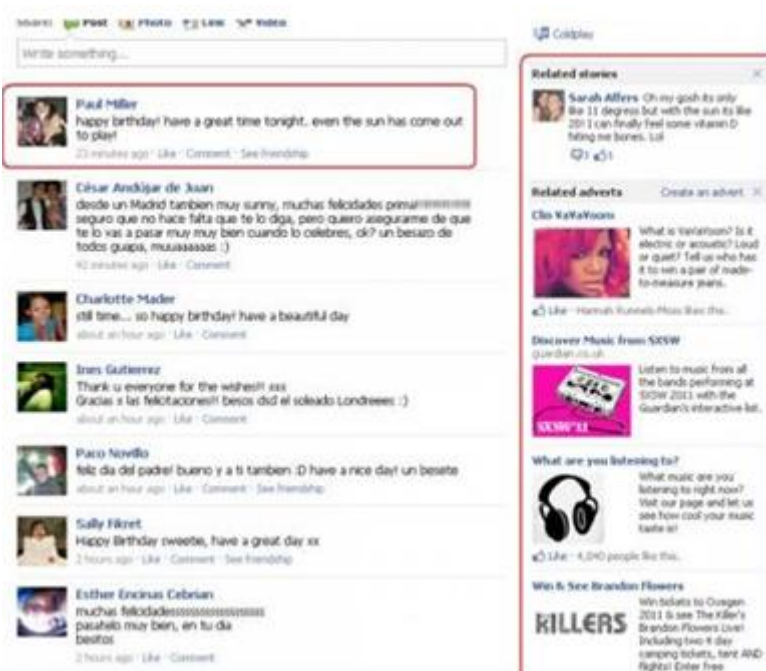 Share: Post Photo Link Video
Write something...
Paul Miller
happy birthday! have a great time tonight. even the sun has come out
to play!
23 minutes ago · Like · Comment · See friendship
César Andújar de Juan
desde un Madrid tambien muy sunny, muchas felicidades prima!!!!!!!!!!!!
seguro que no hace falta que te lo diga, pero quiero asegurarme de que
te lo vas a pasar muy muy bien cuando lo celebres, ok? un besazo de
todos guapa, muuaaaaas :)
42 minutes ago · Like · Comment
Charlotte Mader
still time... so happy birthday! have a beautiful day
about an hour ago · Like · Comment
Ines Gutierrez
Thank u everyone for the wishes!! xxx
Gracias x las felicitaciones!! besos dsd el soleado Londreees :)
about an hour ago · Like · Comment
Paco Novillo
feliz dia del padre! bueno y a ti tambien :D have a nice day! un besete
about an hour ago · Like · Comment · See friendship
Sally Fikret
Happy Birthday sweetie, have a great day xx
2 hours ago · Like · Comment · See friendship
Esther Encinas Cebrian
muchas felicidadesssssssssssssssssss
pasatelo muy bien, en tu dia
besitos
2 hours ago · Like · Comment
Coldplay
Related stories
Sarah Alfers Oh my gosh its only
like 11 degress but with the sun its like
20! I can finally feel some vitamin D
hiting me bones. Lol
1 1
Related adverts Create an advert
Clio VaVaVoom
What is VaVaVoom? Is it
electric or acoustic? Loud
or quiet? Tell us who has
it to win a pair of made-
to-measure jeans.
Like · Hannah Runnels-Moss likes this.
Discover Music from SXSW
guardian.co.uk
Listen to music from all
the bands performing at
SXSW 2011 with the
Guardian's interactive list.
SXSW'11
What are you listening to?
What music are you
listening to right now?
Visit our page and let us
see how cool your music
taste is!
Like · 4,040 people like this.
Win & See Brandon Flowers
KILLERS
Win tickets to Oxegen
2011 & see The Killer's
Brandon Flowers Live!
Including two 4 day
camping tickets, tent AND
flights! Enter free